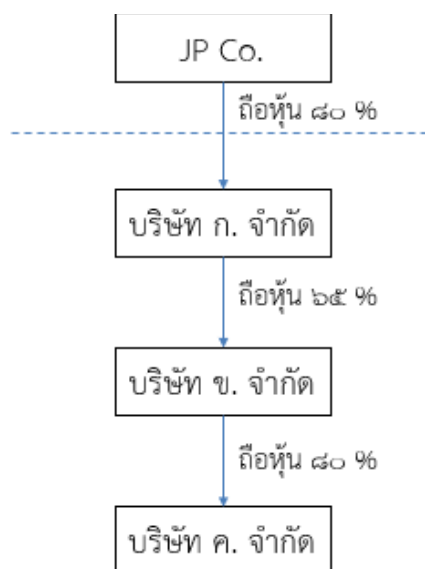 JP Co.
ถือหุ้น ๘๐ %
บริษัท ก. จำกัด
ถือหุ้น ๖๕ %
บริษัท ข. จำกัด
ถือหุ้น ๘๐ %
บริษัท ค. จำกัด